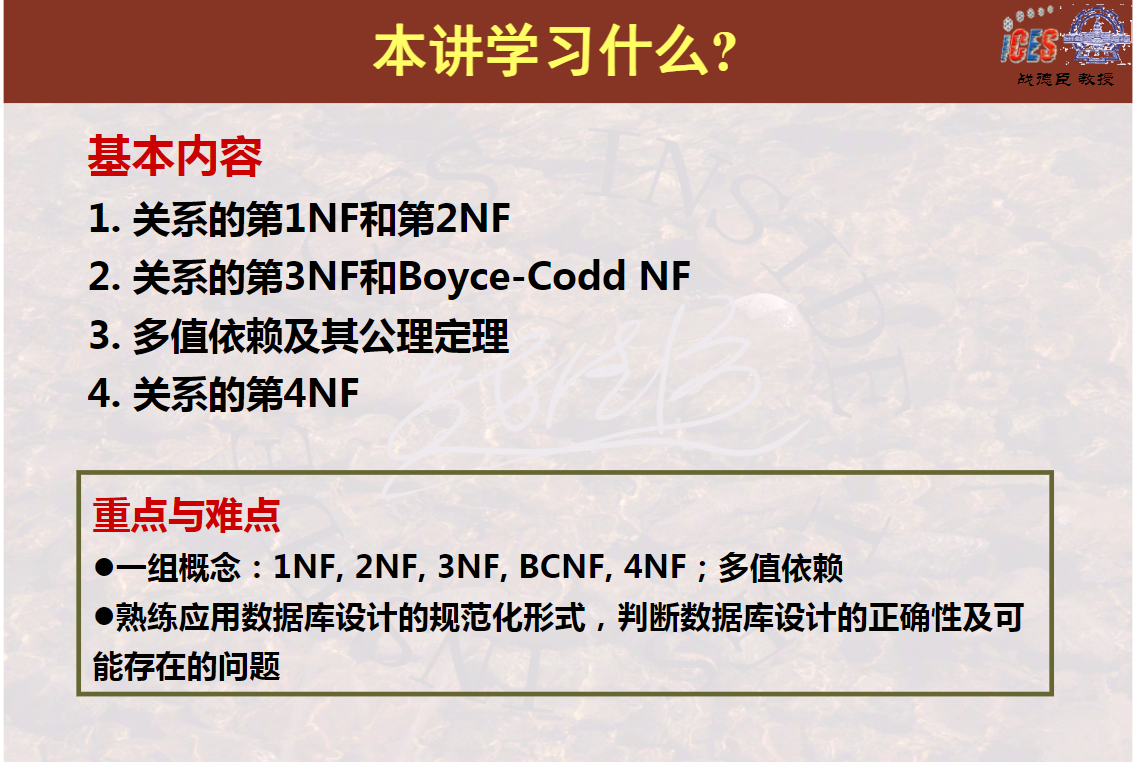 本讲学习什么?
iCES
战德臣 教授
基本内容
1. 关系的第1NF和第2NF
2. 关系的第3NF和Boyce-Codd NF
3. 多值依赖及其公理定理
4. 关系的第4NF
重点与难点
●一组概念：1NF, 2NF, 3NF, BCNF, 4NF；多值依赖
●熟练应用数据库设计的规范化形式，判断数据库设计的正确性及可
能存在的问题